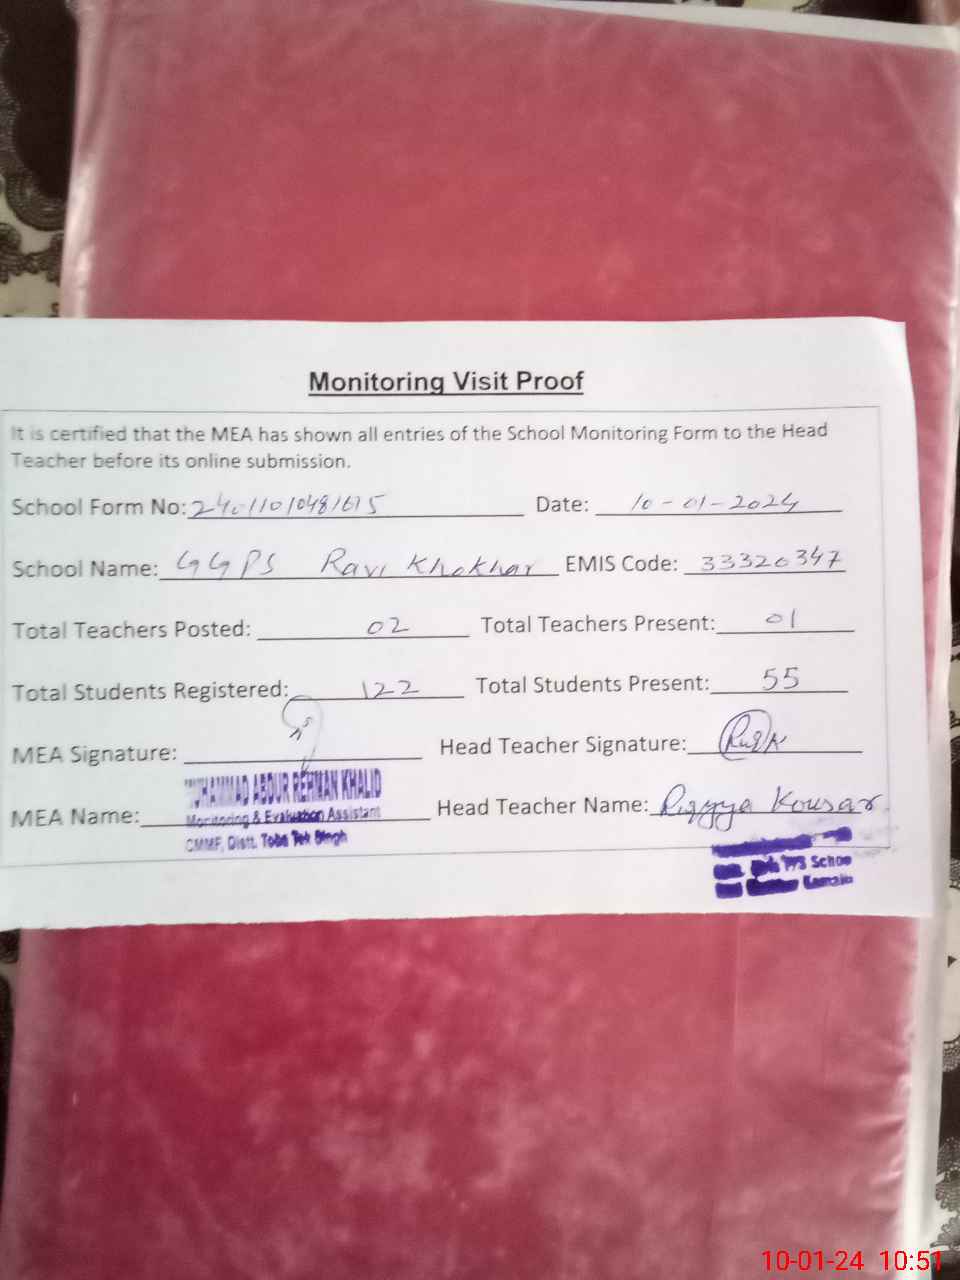 Monitoring Visit Proof
It is certified that the MEA has shown all entries of the School Monitoring Form to the Head
Teacher before its online submission.
School Form No: 24011010481615 Date: 10-01-2024
School Name: GGPS Ravi Khokhar EMIS Code: 33320347
Total Teachers Posted: 02 Total Teachers Present: 01
Total Students Registered: 122 Total Students Present: 55
MEA Signature: Head Teacher Signature:
MUHAMMAD ABDUR REHMAN KHALID
MEA Name: Head Teacher Name: Ruqyya Kousar
Monitoring & Evaluation Assistant
CMMF, Distt. Toba Tek Singh
10-01-24 10:51